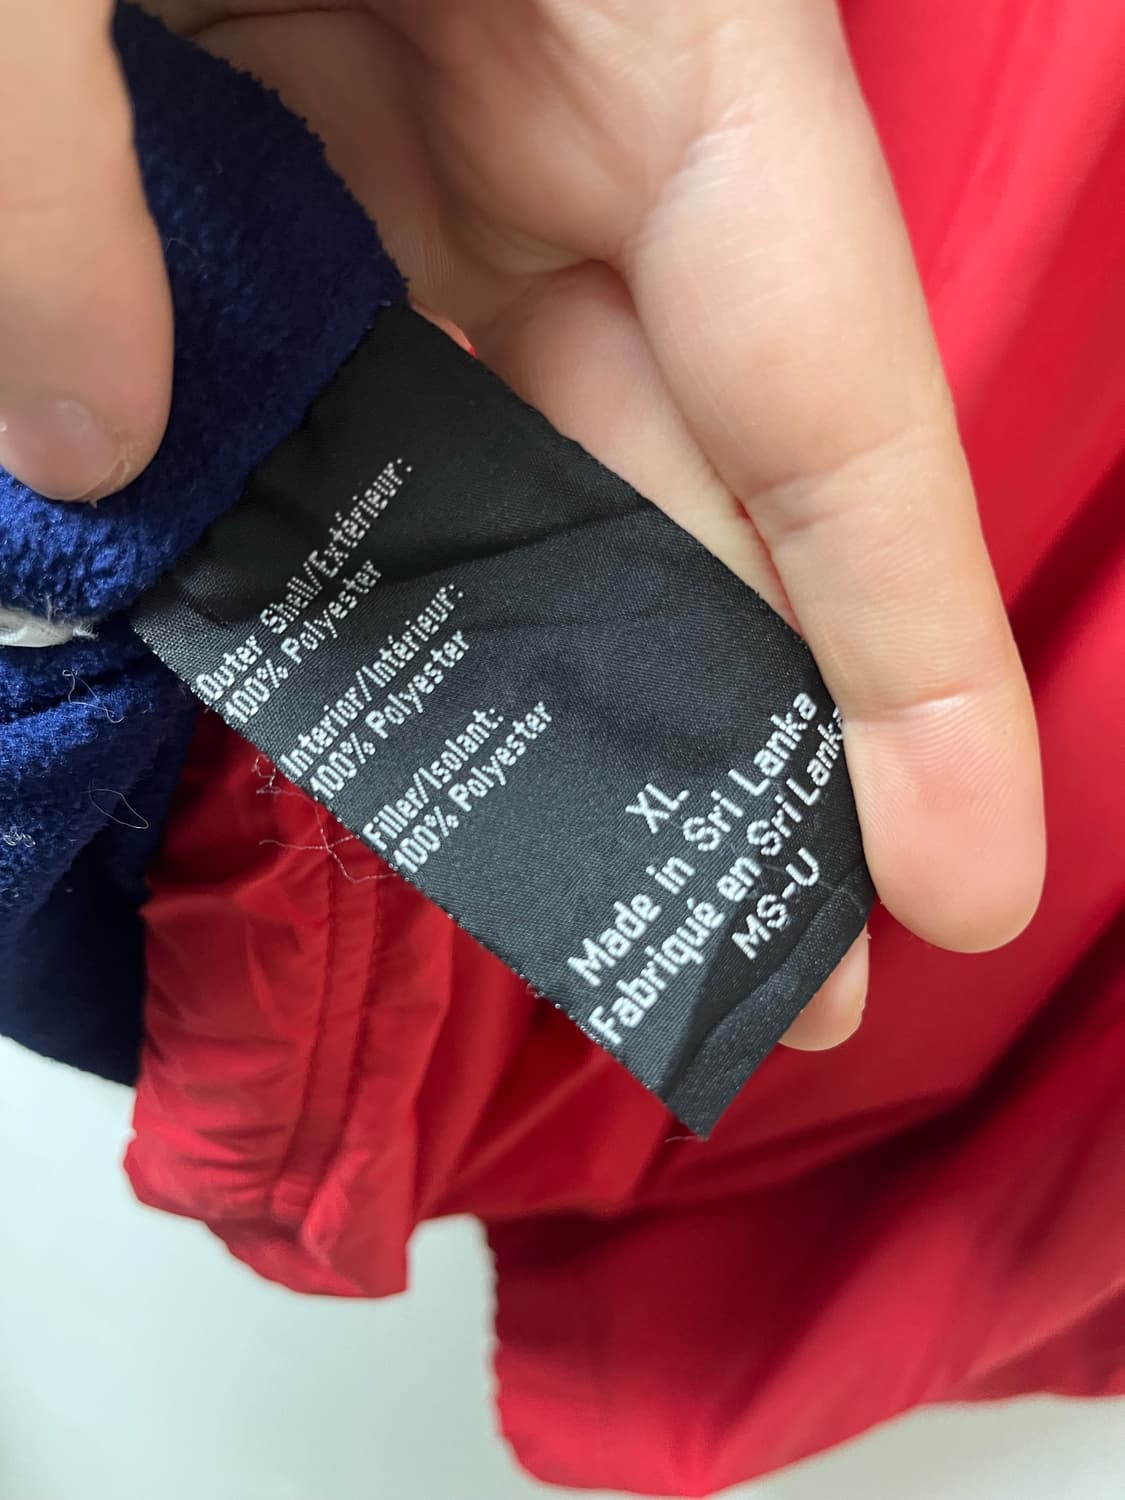 Outer Shell/Extérieur:
100% Polyester
Interior/Intérieur:
100% Polyester
Filler/Isolant:
100% Polyester
XL
Made in Sri Lanka
Fabriqué en Sri Lanka
MS-U